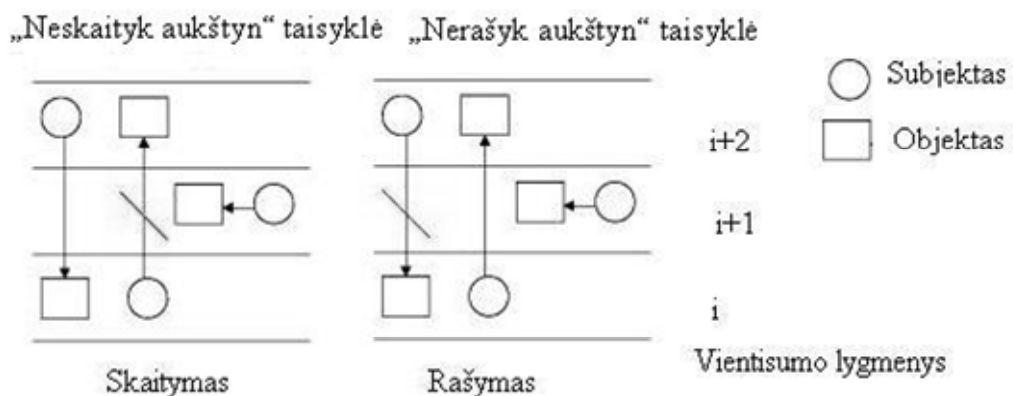 „Neskaityk aukštyn“ taisyklė „Nerašyk aukštyn“ taisyklė
Subjektas
Objektas
i+2
i+1
i
Vientisumo lygmenys
Skaitymas
Rašymas